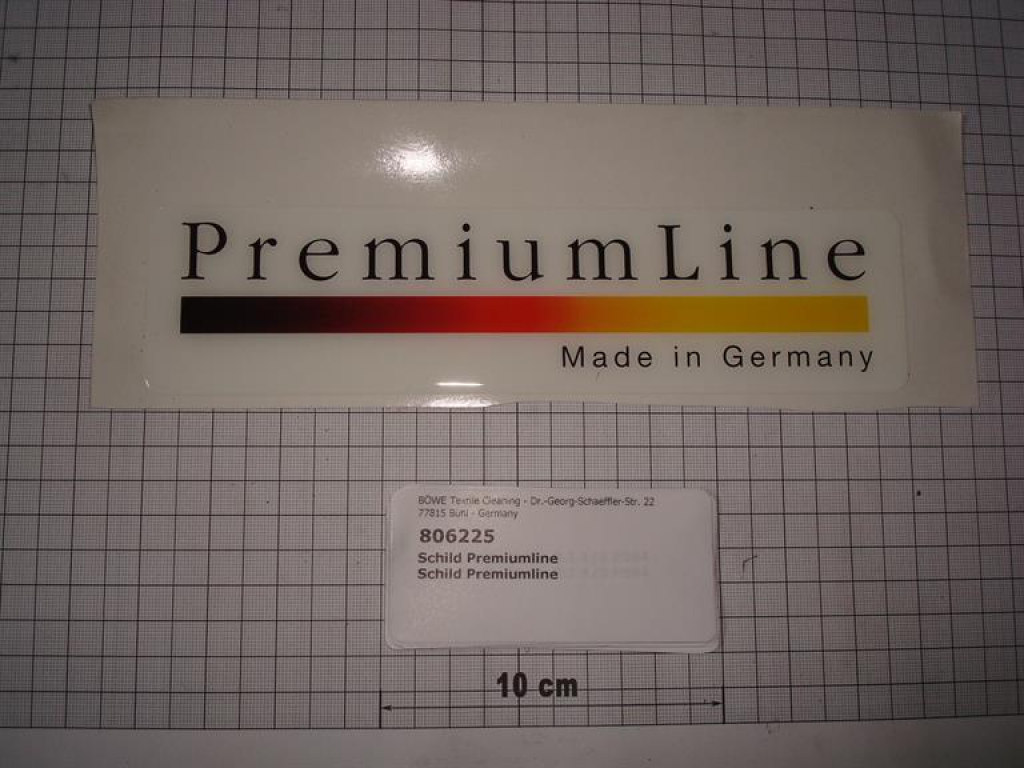 PremiumLine
Made in Germany
BÖWE Textile Cleaning - Dr.-Georg-Schaeffler-Str. 22
77815 Bühl - Germany
806225
Schild Premiumline
Schild Premiumline
10 cm